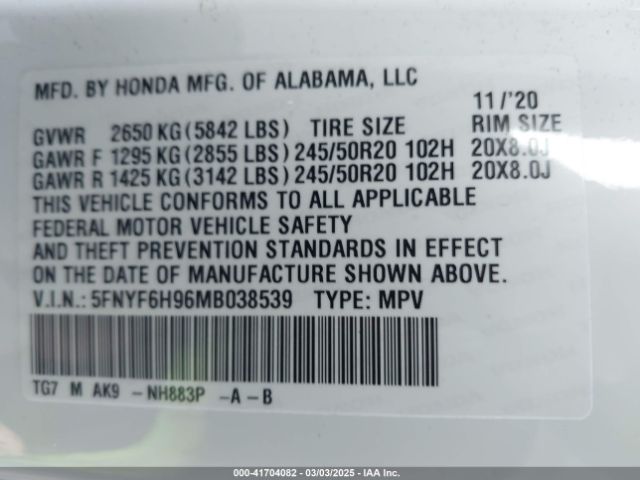 MFD. BY HONDA MFG. OF ALABAMA, LLC
11/'20
GVWR 2650 KG (5842 LBS) TIRE SIZE RIM SIZE
GAWR F 1295 KG (2855 LBS) 245/50R20 102H 20X8.0J
GAWR R 1425 KG (3142 LBS) 245/50R20 102H 20X8.0J
THIS VEHICLE CONFORMS TO ALL APPLICABLE
FEDERAL MOTOR VEHICLE SAFETY
AND THEFT PREVENTION STANDARDS IN EFFECT
ON THE DATE OF MANUFACTURE SHOWN ABOVE.
V.I.N.: 5FNYF6H96MB038539 TYPE: MPV
TG7 M AK9 -NH883P -A-B
000-41704082 - 03/03/2025 - IAA Inc.